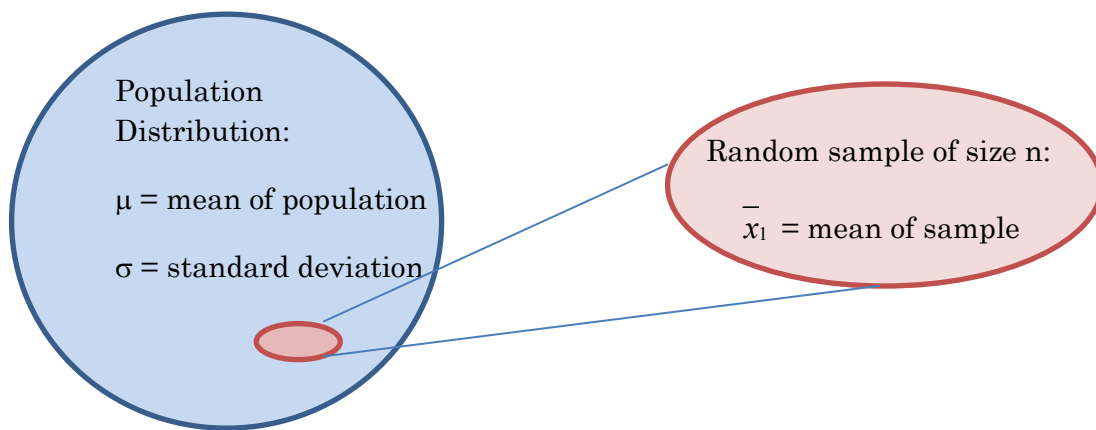 Population
Distribution:
μ = mean of population
σ = standard deviation
Random sample of size n:
x̅₁ = mean of sample